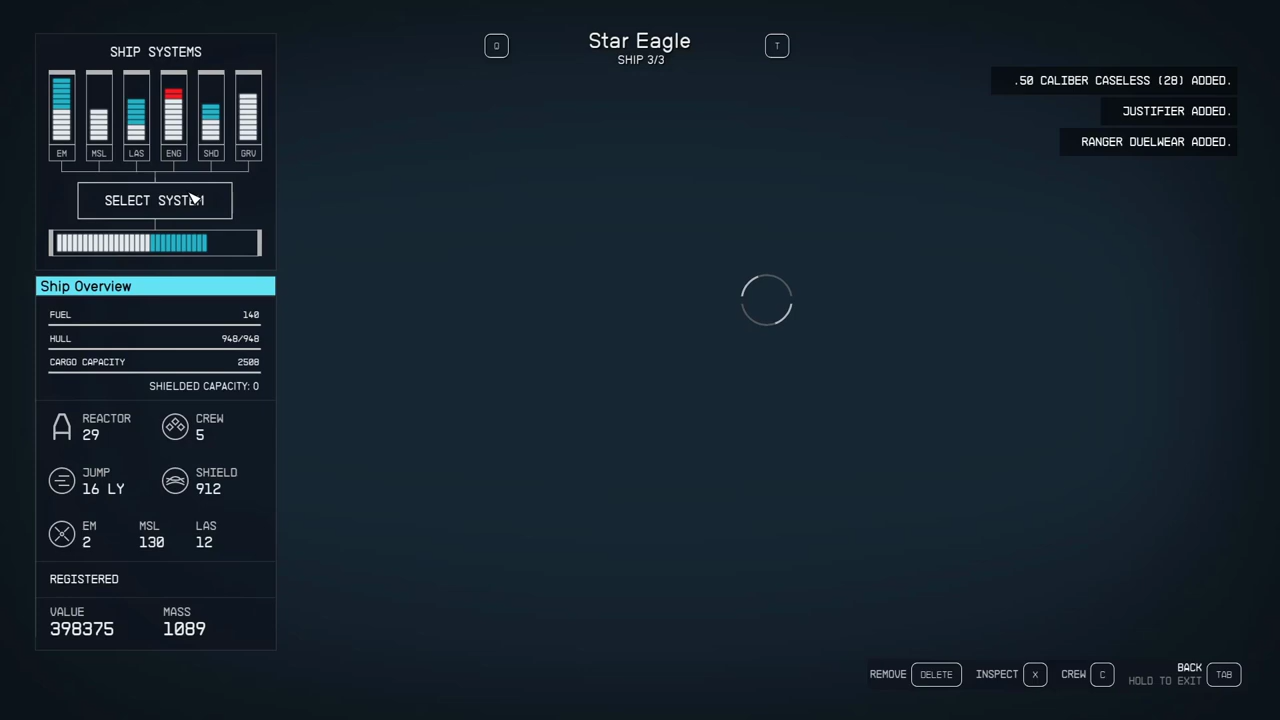 SHIP SYSTEMS
EM MSL LAS ENG SHD GRV
SELECT SYSTEM
Ship Overview
FUEL 140
HULL 948/948
CARGO CAPACITY 2508
SHIELDED CAPACITY: 0
REACTOR CREW
29 5
JUMP SHIELD
16 LY 912
EM MSL LAS
2 130 12
REGISTERED
VALUE MASS
398375 1089
Q Star Eagle T
SHIP 3/3
.50 CALIBER CASELESS (28) ADDED.
JUSTIFIER ADDED.
RANGER DUELWEAR ADDED.
REMOVE DELETE INSPECT X CREW C BACK TAB
HOLD TO EXIT